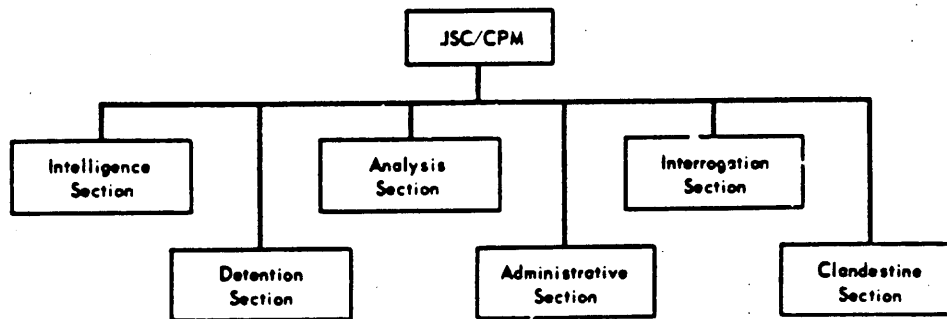 JSC/CPM
Intelligence
Section
Analysis
Section
Interrogation
Section
Detention
Section
Administrative
Section
Clandestine
Section